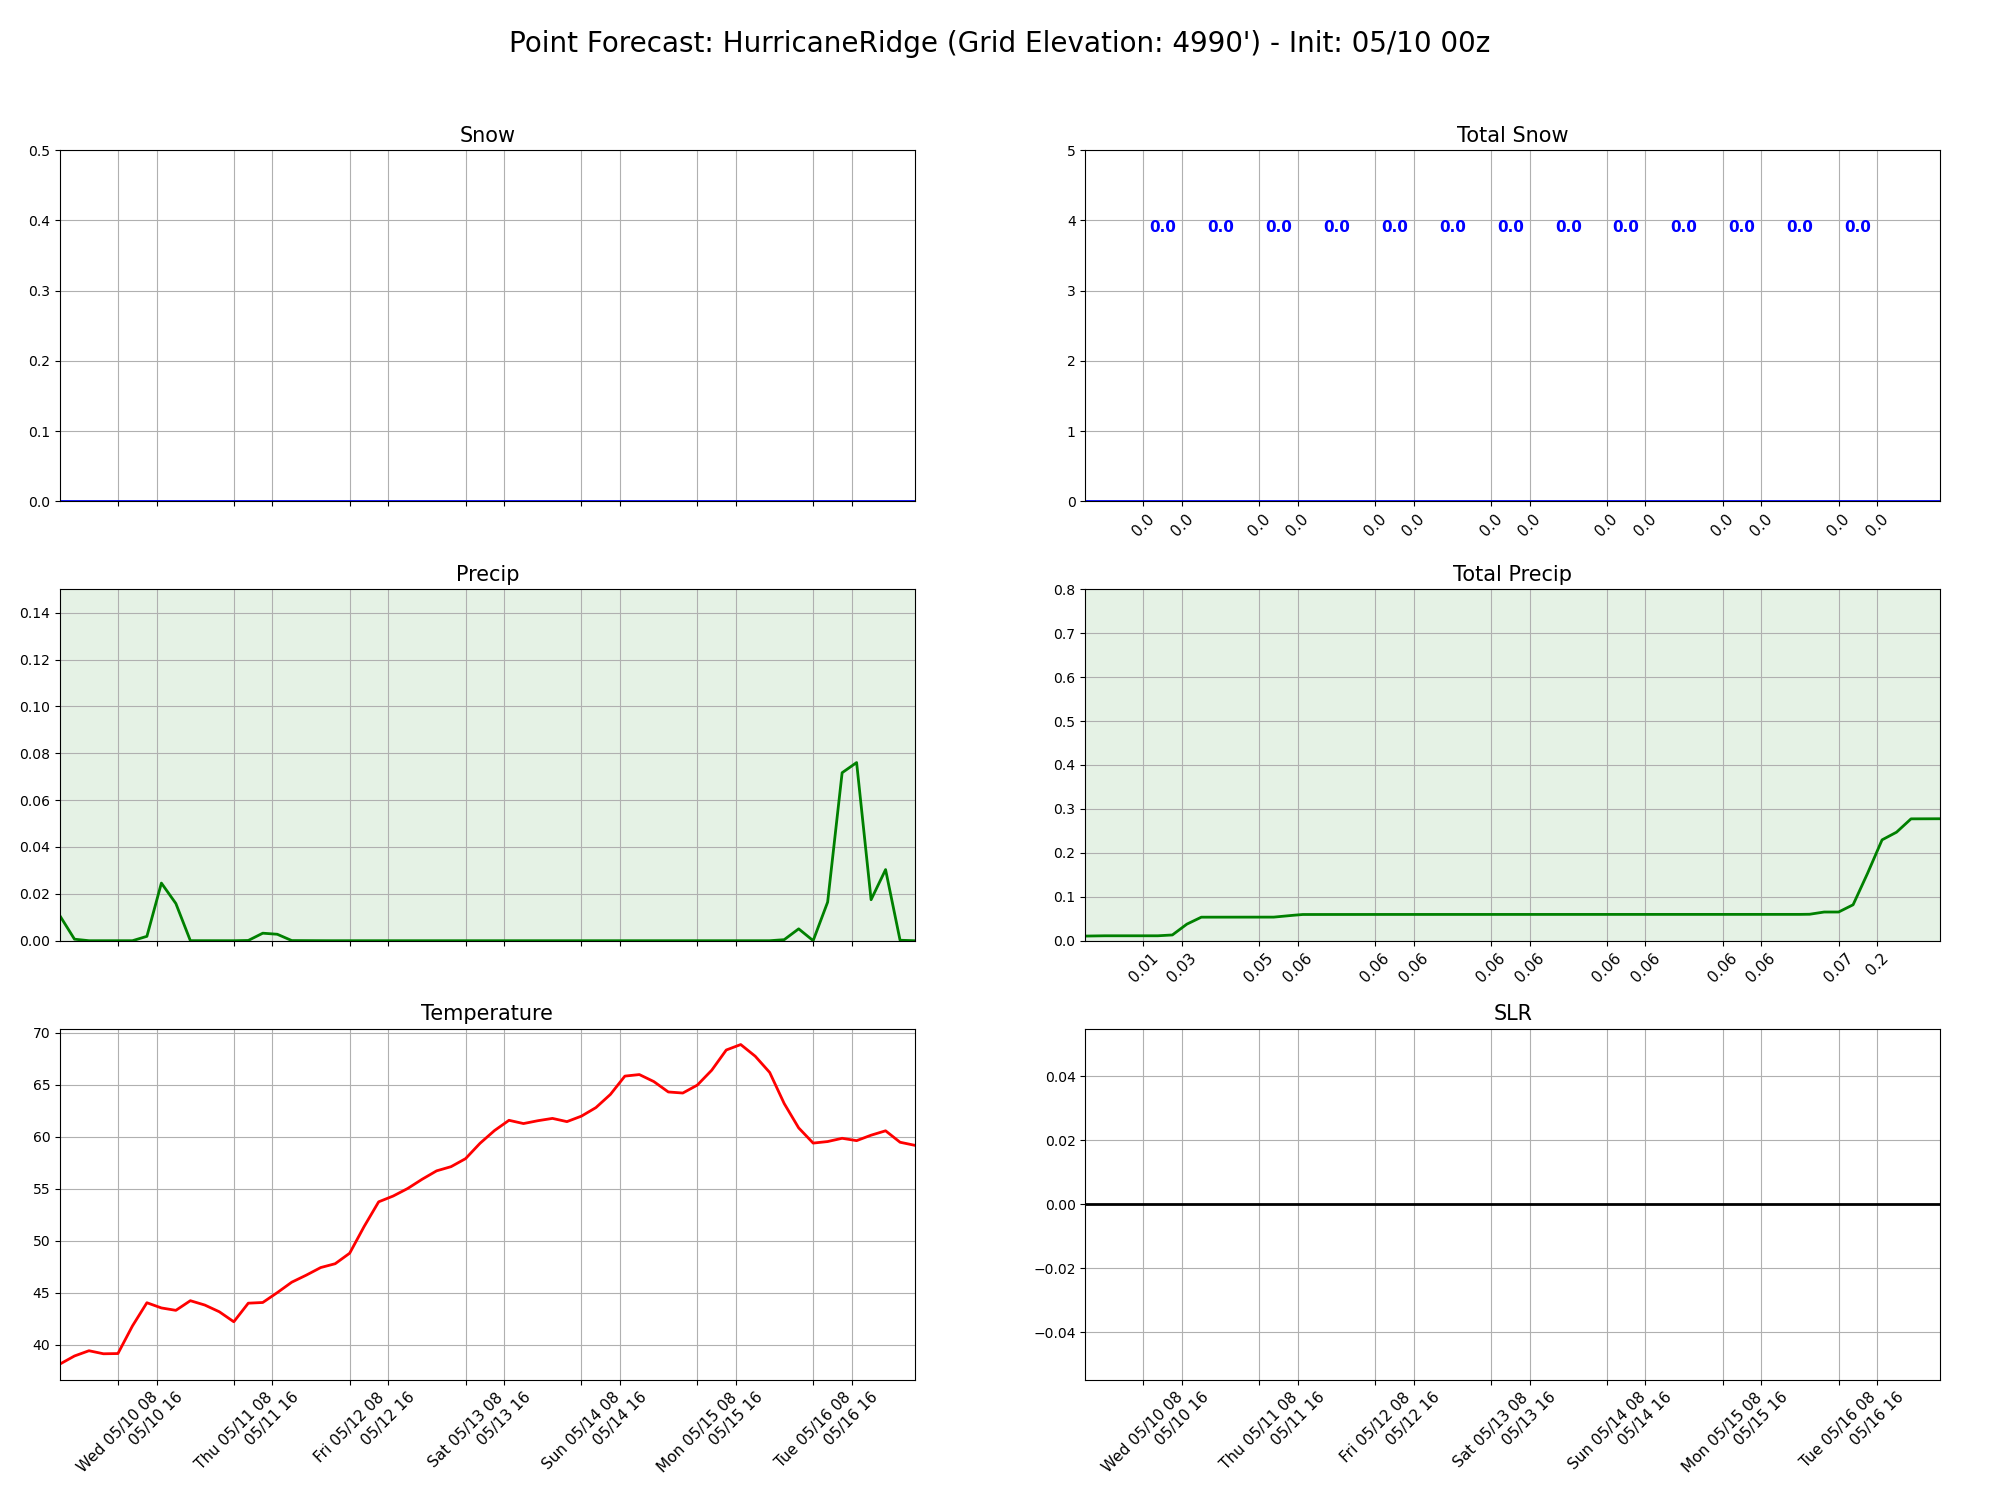 Point Forecast: HurricaneRidge (Grid Elevation: 4990') - Init: 05/10 00z
Snow
0.5
0.4
0.3
0.2
0.1
0.0
Total Snow
5
4
3
2
1
0
0.0 0.0 0.0 0.0 0.0 0.0 0.0 0.0 0.0 0.0 0.0 0.0 0.0
0.0 0.0 0.0 0.0 0.0 0.0 0.0 0.0 0.0 0.0 0.0 0.0 0.0 0.0
Precip
0.14
0.12
0.10
0.08
0.06
0.04
0.02
0.00
Total Precip
0.8
0.7
0.6
0.5
0.4
0.3
0.2
0.1
0.0
0.01 0.03 0.05 0.06 0.06 0.06 0.06 0.06 0.06 0.06 0.06 0.06 0.07 0.2
Temperature
70
65
60
55
50
45
40
Wed 05/10 08
05/10 16
Thu 05/11 08
05/11 16
Fri 05/12 08
05/12 16
Sat 05/13 08
05/13 16
Sun 05/14 08
05/14 16
Mon 05/15 08
05/15 16
Tue 05/16 08
05/16 16
SLR
0.04
0.02
0.00
−0.02
−0.04
Wed 05/10 08
05/10 16
Thu 05/11 08
05/11 16
Fri 05/12 08
05/12 16
Sat 05/13 08
05/13 16
Sun 05/14 08
05/14 16
Mon 05/15 08
05/15 16
Tue 05/16 08
05/16 16